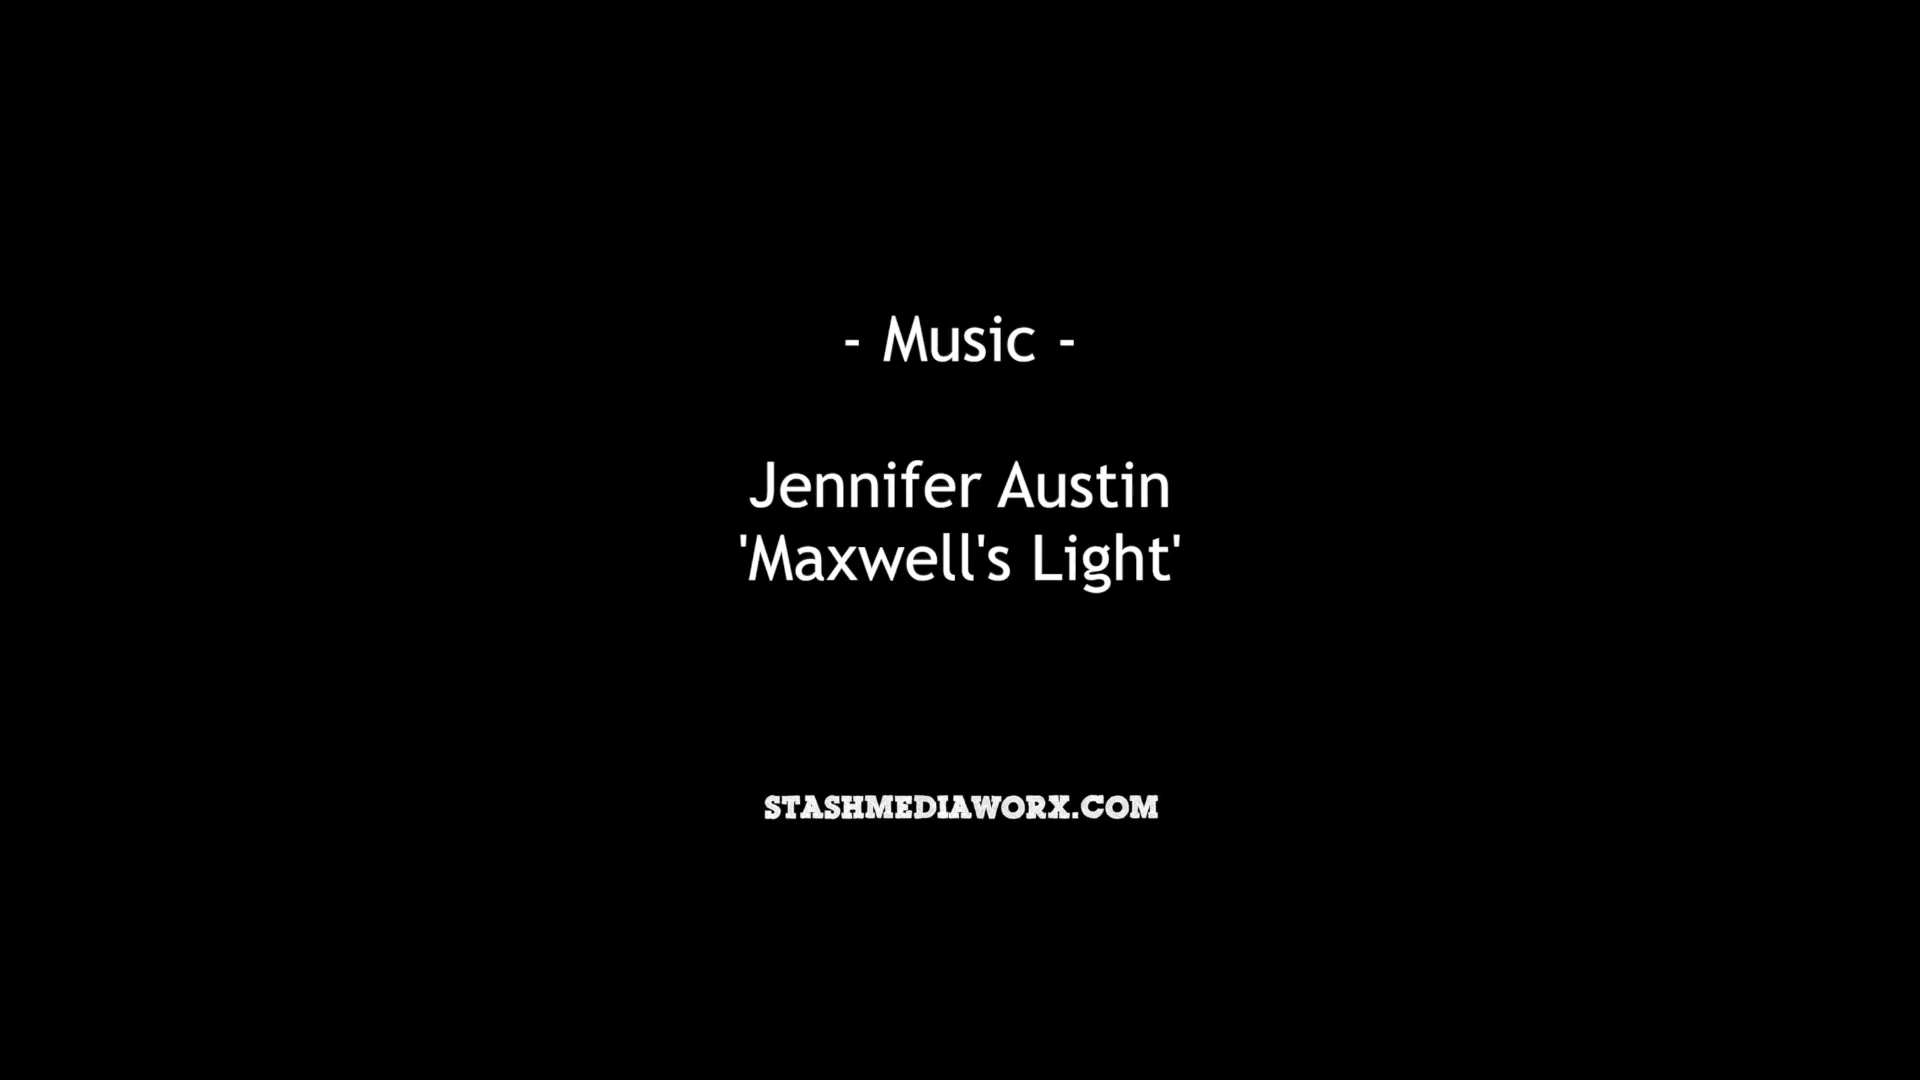 - Music -
Jennifer Austin
'Maxwell's Light'
STASHMEDIAWORX.COM